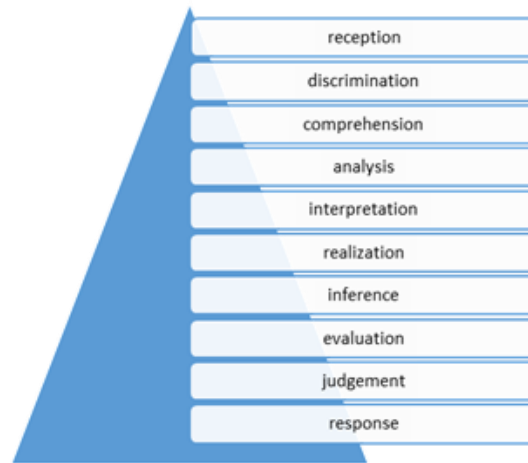 reception
discrimination
comprehension
analysis
interpretation
realization
inference
evaluation
judgement
response